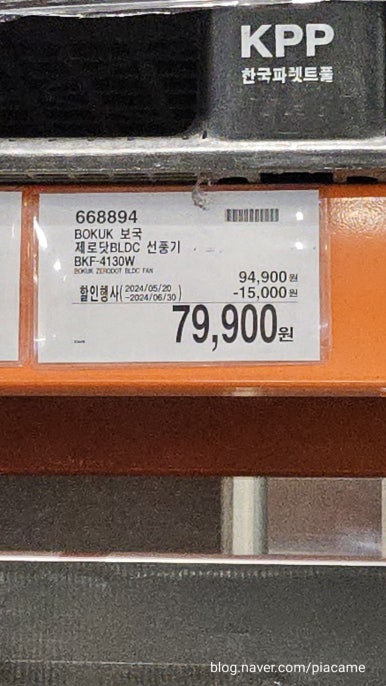 KPP
한국파렛트풀
668894
BOKUK 보국
제로닷BLDC 선풍기
BKF-4130W
BOKUK ZERODOT BLDC FAN
94,900원
할인행사(2024/05/20
~2024/06/30)
-15,000원
79,900원
blog.naver.com/piacame